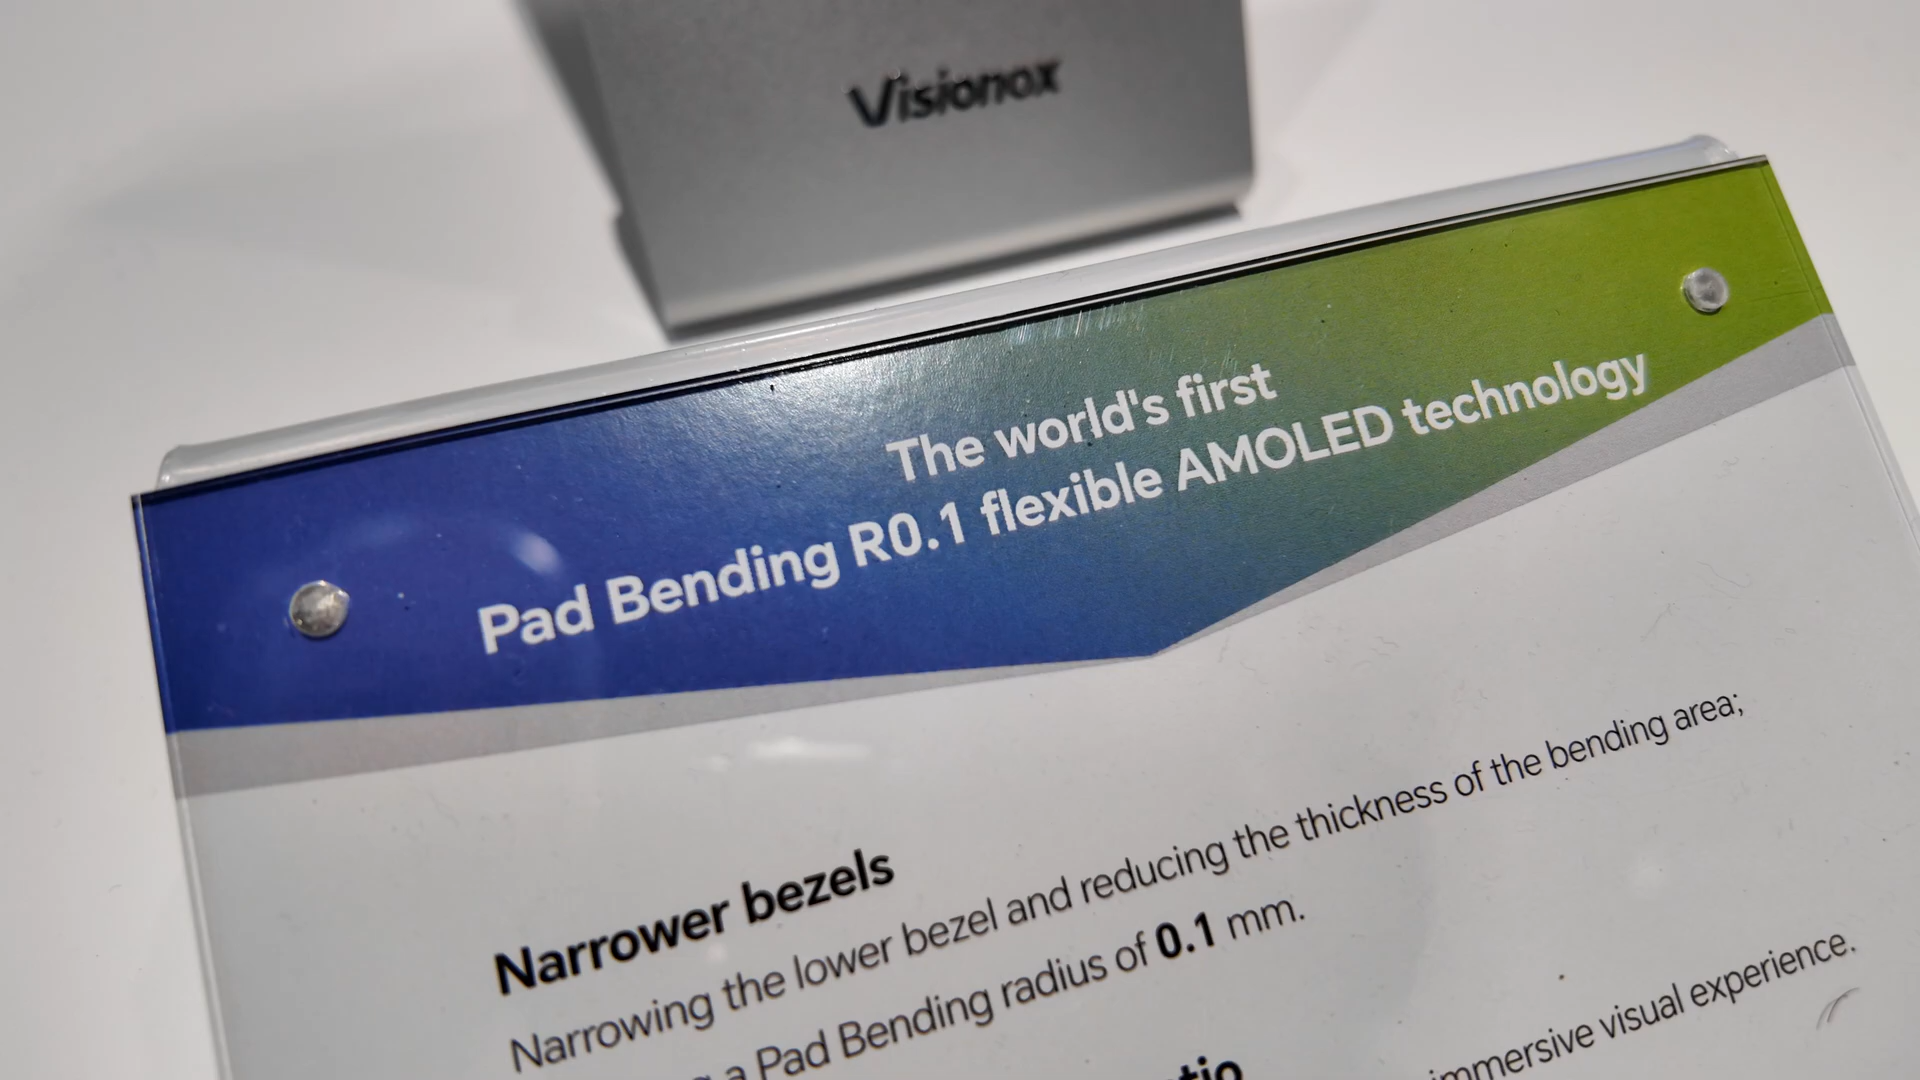 Visionox
The world's first
Pad Bending R0.1 flexible AMOLED technology
Narrower bezels
Narrowing the lower bezel and reducing the thickness of the bending area;
a Pad Bending radius of 0.1 mm.
immersive visual experience.